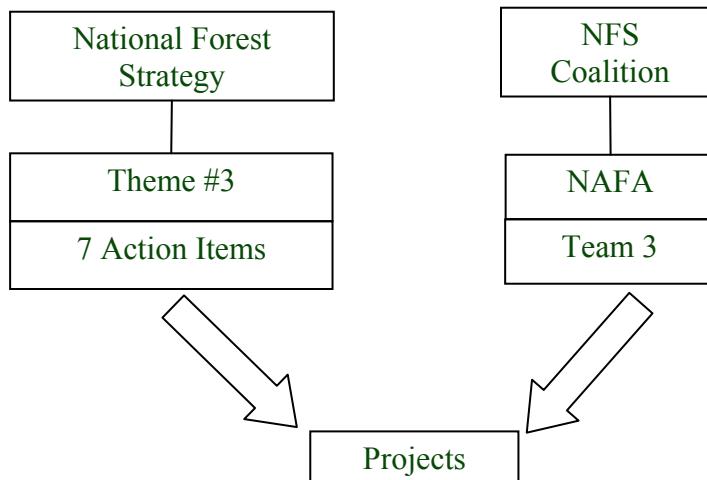 National Forest
Strategy
Theme #3
7 Action Items
NFS
Coalition
NAFA
Team 3
Projects